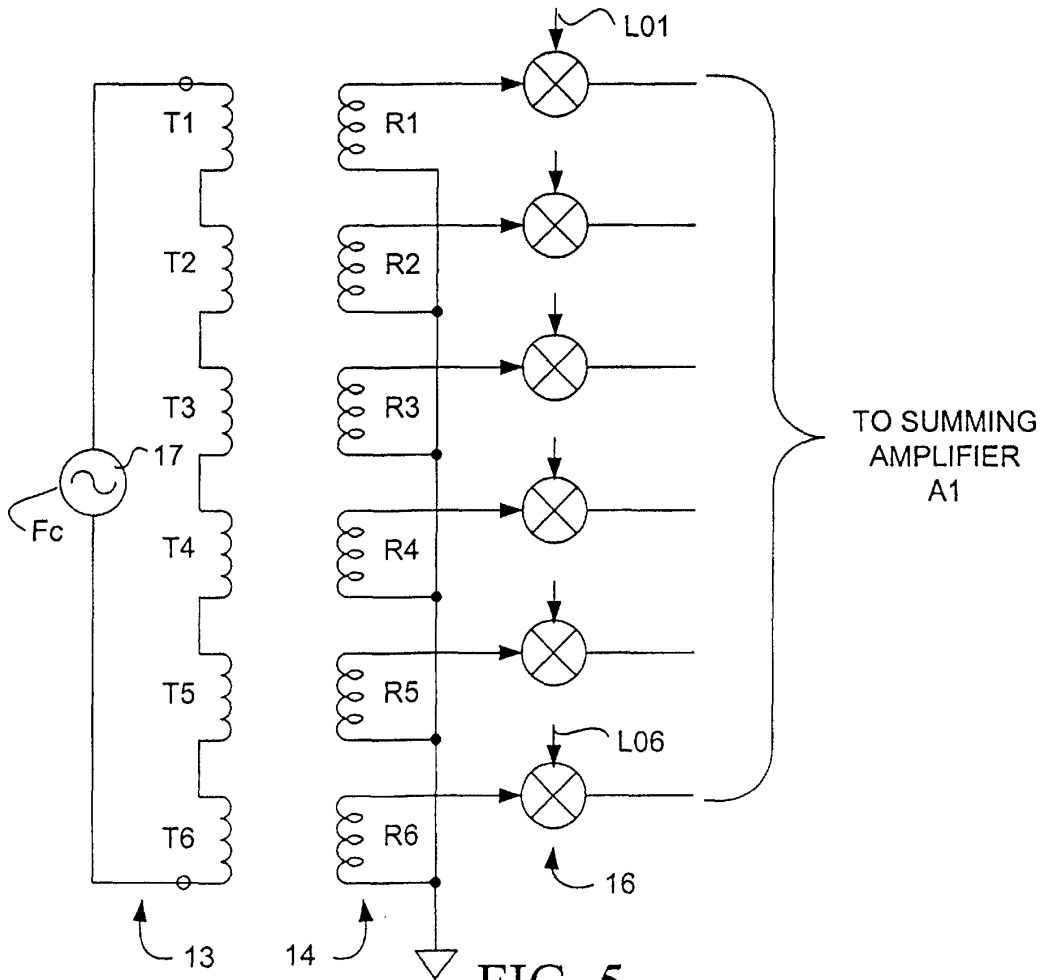 L01
T1
R1
T2
R2
T3
R3
17
TO SUMMING
AMPLIFIER
A1
Fc
T4
R4
T5
R5
L06
T6
R6
16
13
14
FIG. 5